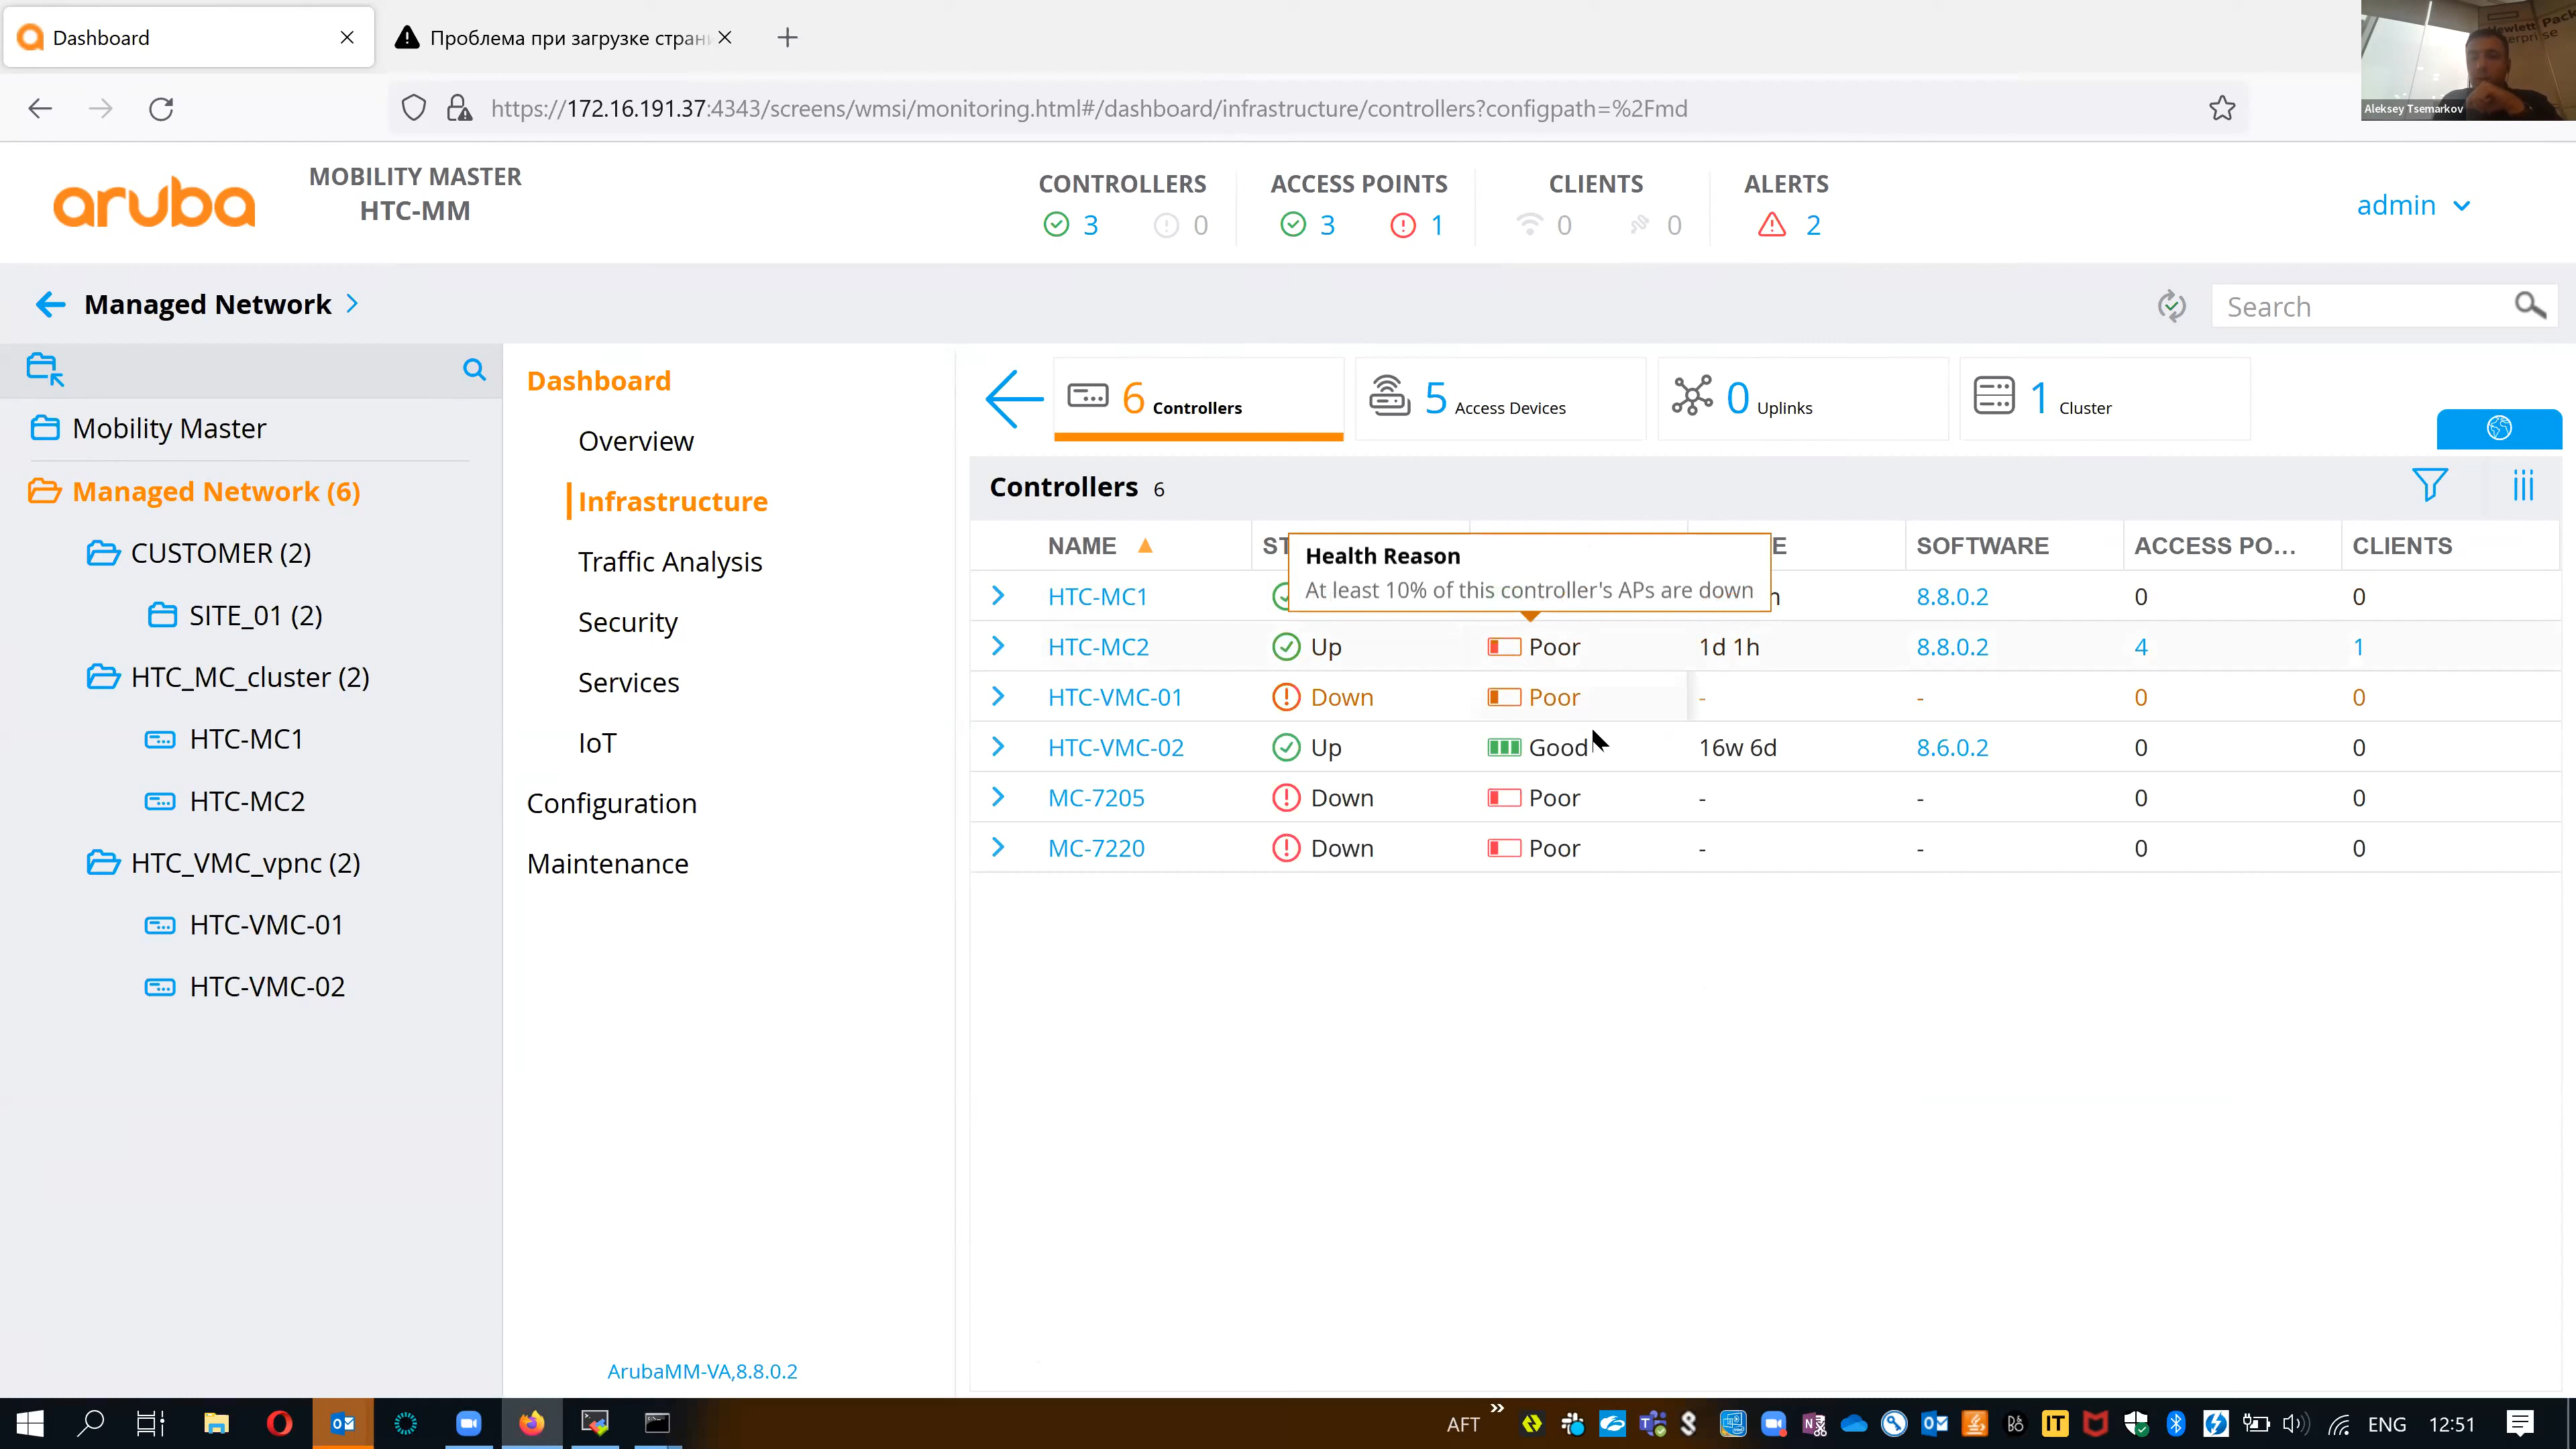 Dashboard
Проблема при загрузке страни
Hewlett Pack
Enterprise
Aleksey Tsemarkov
https://172.16.191.37:4343/screens/wmsi/monitoring.html#/dashboard/infrastructure/controllers?configpath=%2Fmd
aruba
MOBILITY MASTER
HTC-MM
CONTROLLERS
3 0
ACCESS POINTS
3 1
CLIENTS
0 0
ALERTS
2
admin
Managed Network
Search
Mobility Master
Managed Network (6)
CUSTOMER (2)
SITE_01 (2)
HTC_MC_cluster (2)
HTC-MC1
HTC-MC2
HTC_VMC_vpnc (2)
HTC-VMC-01
HTC-VMC-02
Dashboard
Overview
Infrastructure
Traffic Analysis
Security
Services
IoT
Configuration
Maintenance
ArubaMM-VA,8.8.0.2
6 Controllers
5 Access Devices
0 Uplinks
1 Cluster
Controllers 6
NAME ST E SOFTWARE ACCESS PO... CLIENTS
Health Reason
At least 10% of this controller's APs are down
HTC-MC1 8.8.0.2 0 0
HTC-MC2 Up Poor 1d 1h 8.8.0.2 4 1
HTC-VMC-01 Down Poor - - 0 0
HTC-VMC-02 Up Good 16w 6d 8.6.0.2 0 0
MC-7205 Down Poor - - 0 0
MC-7220 Down Poor - - 0 0
AFT
IT
ENG 12:51